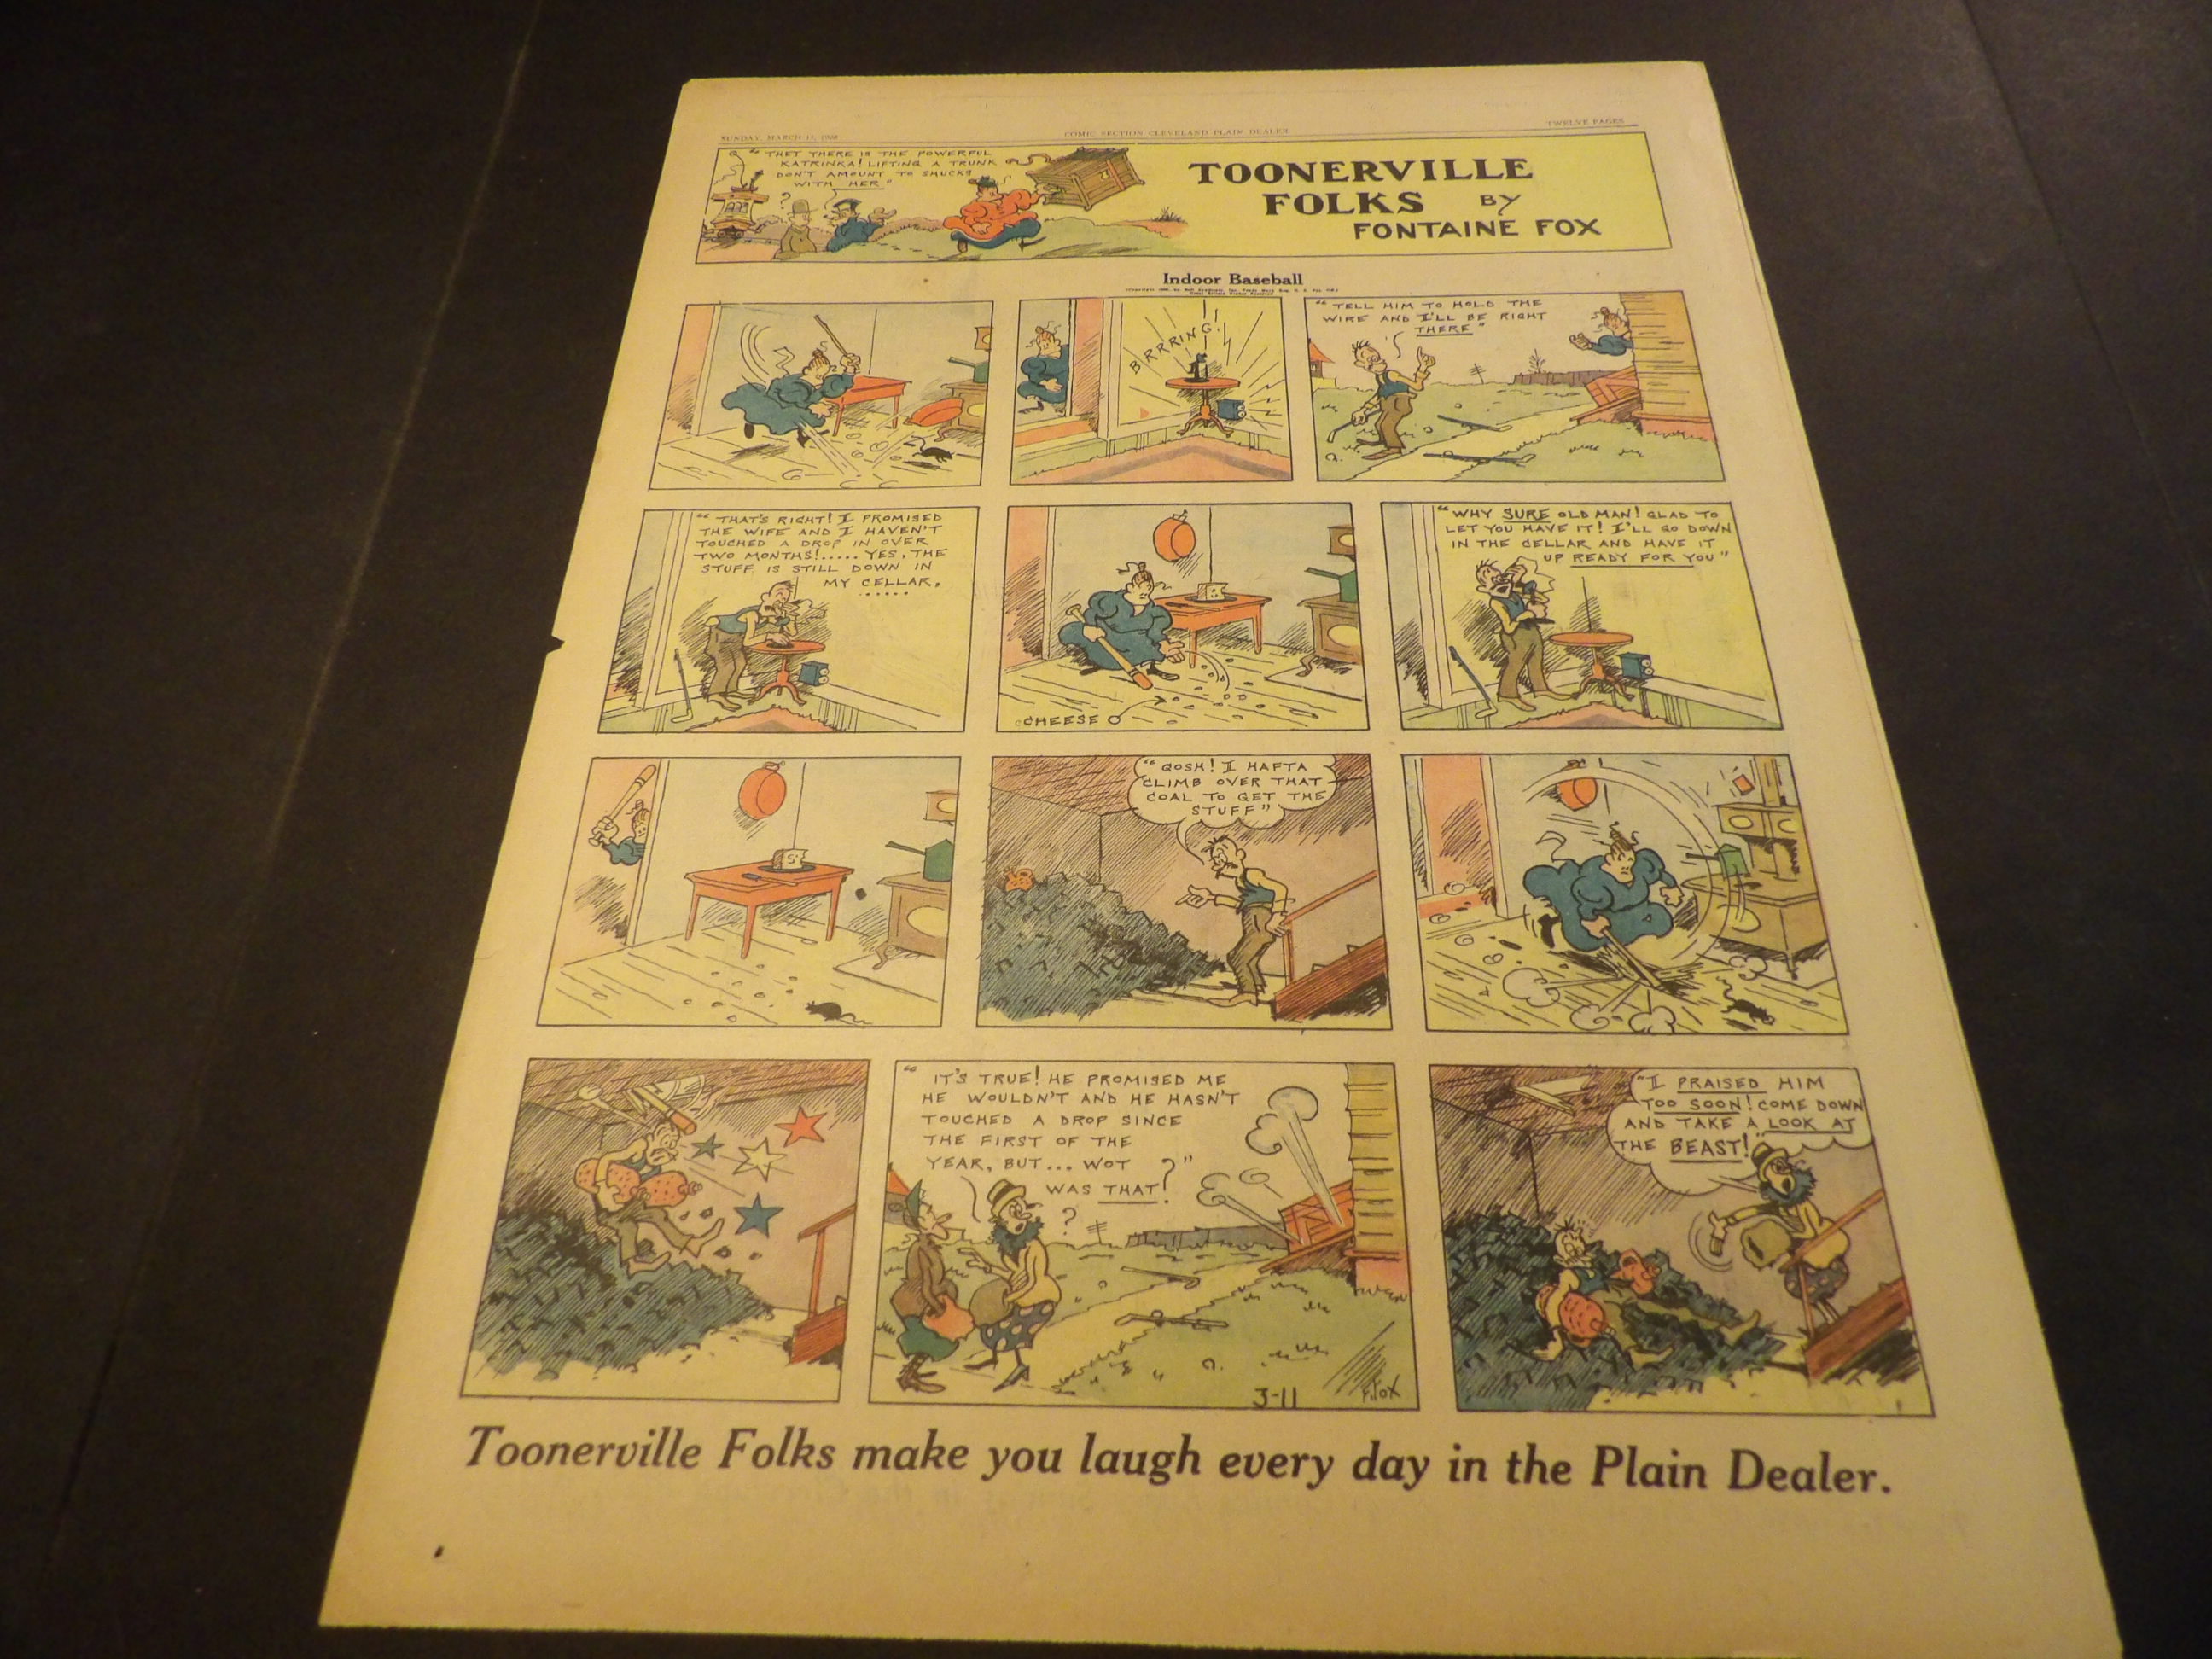 SUNDAY, MARCH 11, 1928
COMIC SECTION CLEVELAND PLAIN DEALER
TWELVE PAGES
"THET THERE IS THE POWERFUL
KATRINKA! LIFTING A TRUNK
DON'T AMOUNT TO SHUCKS
WITH HER"
?
TOONERVILLE
FOLKS BY
FONTAINE FOX
Indoor Baseball
BRRRING!
"TELL HIM TO HOLD THE
WIRE AND I'LL BE RIGHT
THERE"
"THAT'S RIGHT! I PROMISED
THE WIFE AND I HAVEN'T
TOUCHED A DROP IN OVER
TWO MONTHS!..... YES, THE
STUFF IS STILL DOWN IN
MY CELLAR,
.....
CHEESE
"WHY SURE OLD MAN! GLAD TO
LET YOU HAVE IT! I'LL GO DOWN
IN THE CELLAR AND HAVE IT
UP READY FOR YOU"
"GOSH! I HAFTA
CLIMB OVER THAT
COAL TO GET THE
STUFF"
"IT'S TRUE! HE PROMISED ME
HE WOULDN'T AND HE HASN'T
TOUCHED A DROP SINCE
THE FIRST OF THE
YEAR, BUT... WOT
WAS THAT?"
?
3-11
F. FOX
"I PRAISED HIM
TOO SOON! COME DOWN
AND TAKE A LOOK AT
THE BEAST!"
Toonerville Folks make you laugh every day in the Plain Dealer.